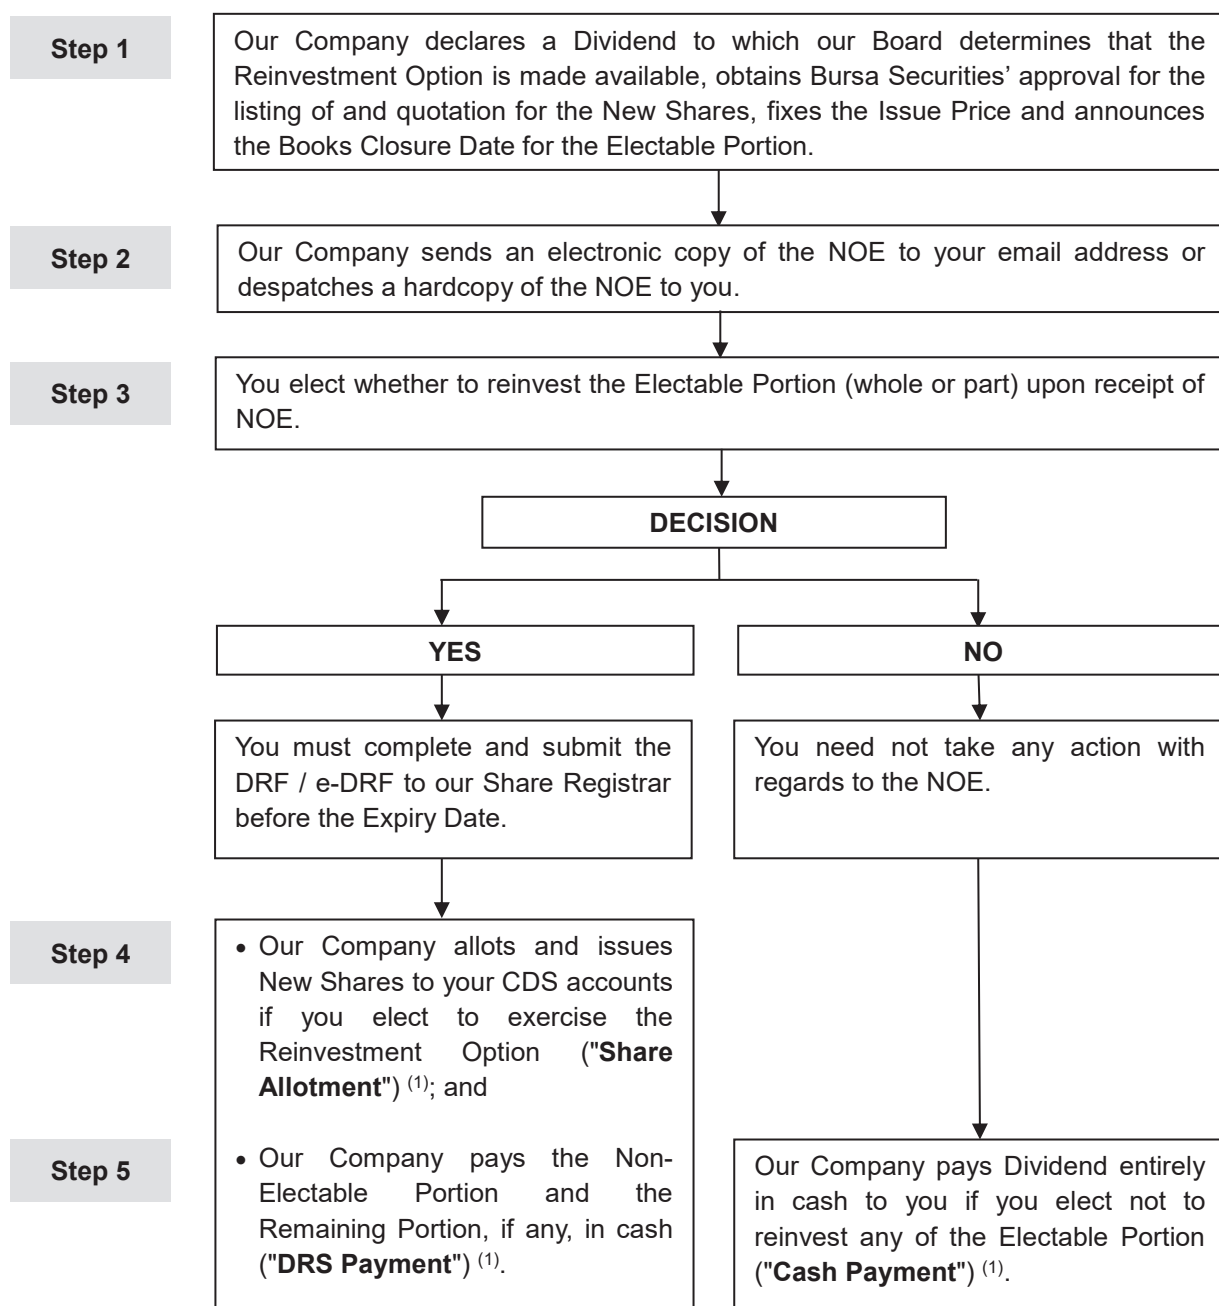 Step 1
Our Company declares a Dividend to which our Board determines that the
Reinvestment Option is made available, obtains Bursa Securities’ approval for the
listing of and quotation for the New Shares, fixes the Issue Price and announces
the Books Closure Date for the Electable Portion.
Step 2
Our Company sends an electronic copy of the NOE to your email address or
despatches a hardcopy of the NOE to you.
Step 3
You elect whether to reinvest the Electable Portion (whole or part) upon receipt of
NOE.
DECISION
YES
NO
You must complete and submit the
DRF / e-DRF to our Share Registrar
before the Expiry Date.
You need not take any action with
regards to the NOE.
Step 4
• Our Company allots and issues
New Shares to your CDS accounts
if you elect to exercise the
Reinvestment Option ("Share
Allotment") (1); and
Step 5
• Our Company pays the Non-
Electable Portion and the
Remaining Portion, if any, in cash
("DRS Payment") (1).
Our Company pays Dividend entirely
in cash to you if you elect not to
reinvest any of the Electable Portion
("Cash Payment") (1).